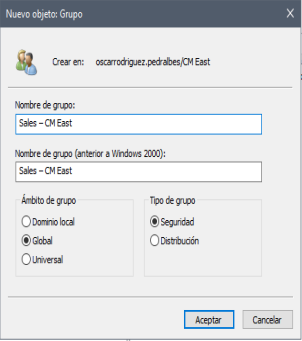 Nuevo objeto: Grupo
X
Crear en: oscarrodriguez.pedralbes/CM East
Nombre de grupo:
Sales – CM East
Nombre de grupo (anterior a Windows 2000):
Sales – CM East
Ámbito de grupo
Dominio local
Global
Universal
Tipo de grupo
Seguridad
Distribución
Aceptar
Cancelar